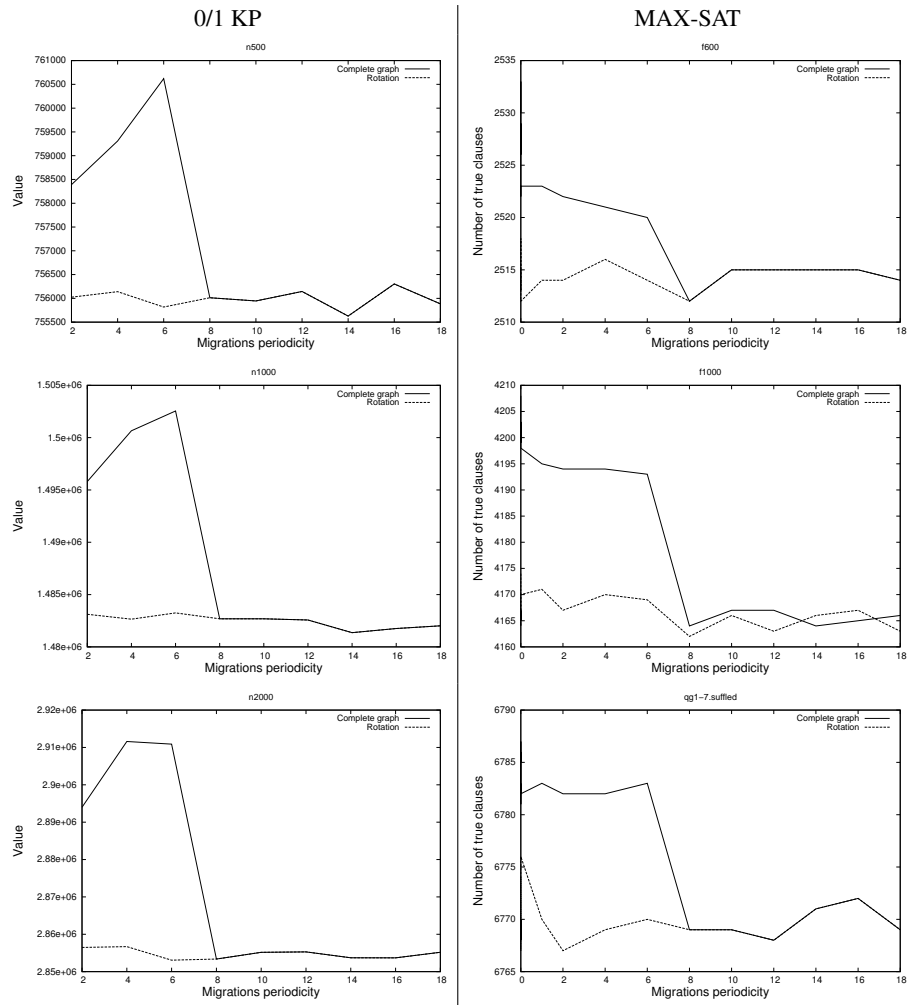 0/1 KP
MAX-SAT
n500
Complete graph
Rotation
761000
760500
760000
759500
759000
758500
758000
757500
757000
756500
756000
755500
Value
2 4 6 8 10 12 14 16 18
Migrations periodicity
f600
Complete graph
Rotation
2535
2530
2525
2520
2515
2510
Number of true clauses
0 2 4 6 8 10 12 14 16 18
Migrations periodicity
n1000
Complete graph
Rotation
1.505e+06
1.5e+06
1.495e+06
1.49e+06
1.485e+06
1.48e+06
Value
2 4 6 8 10 12 14 16 18
Migrations periodicity
f1000
Complete graph
Rotation
4210
4205
4200
4195
4190
4185
4180
4175
4170
4165
4160
Number of true clauses
0 2 4 6 8 10 12 14 16 18
Migrations periodicity
n2000
Complete graph
Rotation
2.92e+06
2.91e+06
2.9e+06
2.89e+06
2.88e+06
2.87e+06
2.86e+06
2.85e+06
Value
2 4 6 8 10 12 14 16 18
Migrations periodicity
qg1-7.suffled
Complete graph
Rotation
6790
6785
6780
6775
6770
6765
Number of true clauses
0 2 4 6 8 10 12 14 16 18
Migrations periodicity